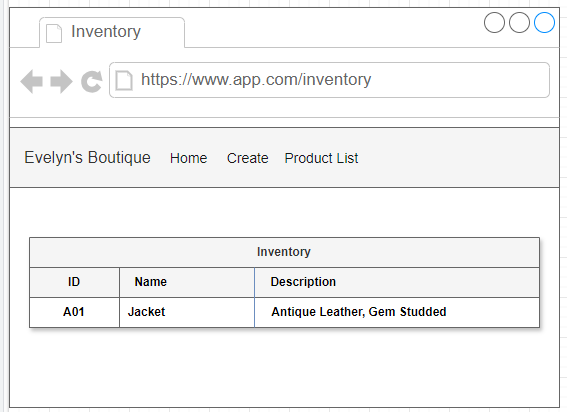 Inventory
https://www.app.com/inventory
Evelyn's Boutique Home Create Product List
Inventory
ID Name Description
A01 Jacket Antique Leather, Gem Studded